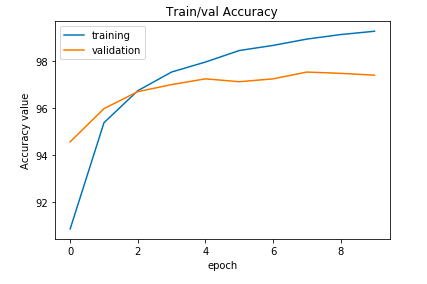 Train/val Accuracy
training
validation
Accuracy value
98
96
94
92
0 2 4 6 8
epoch